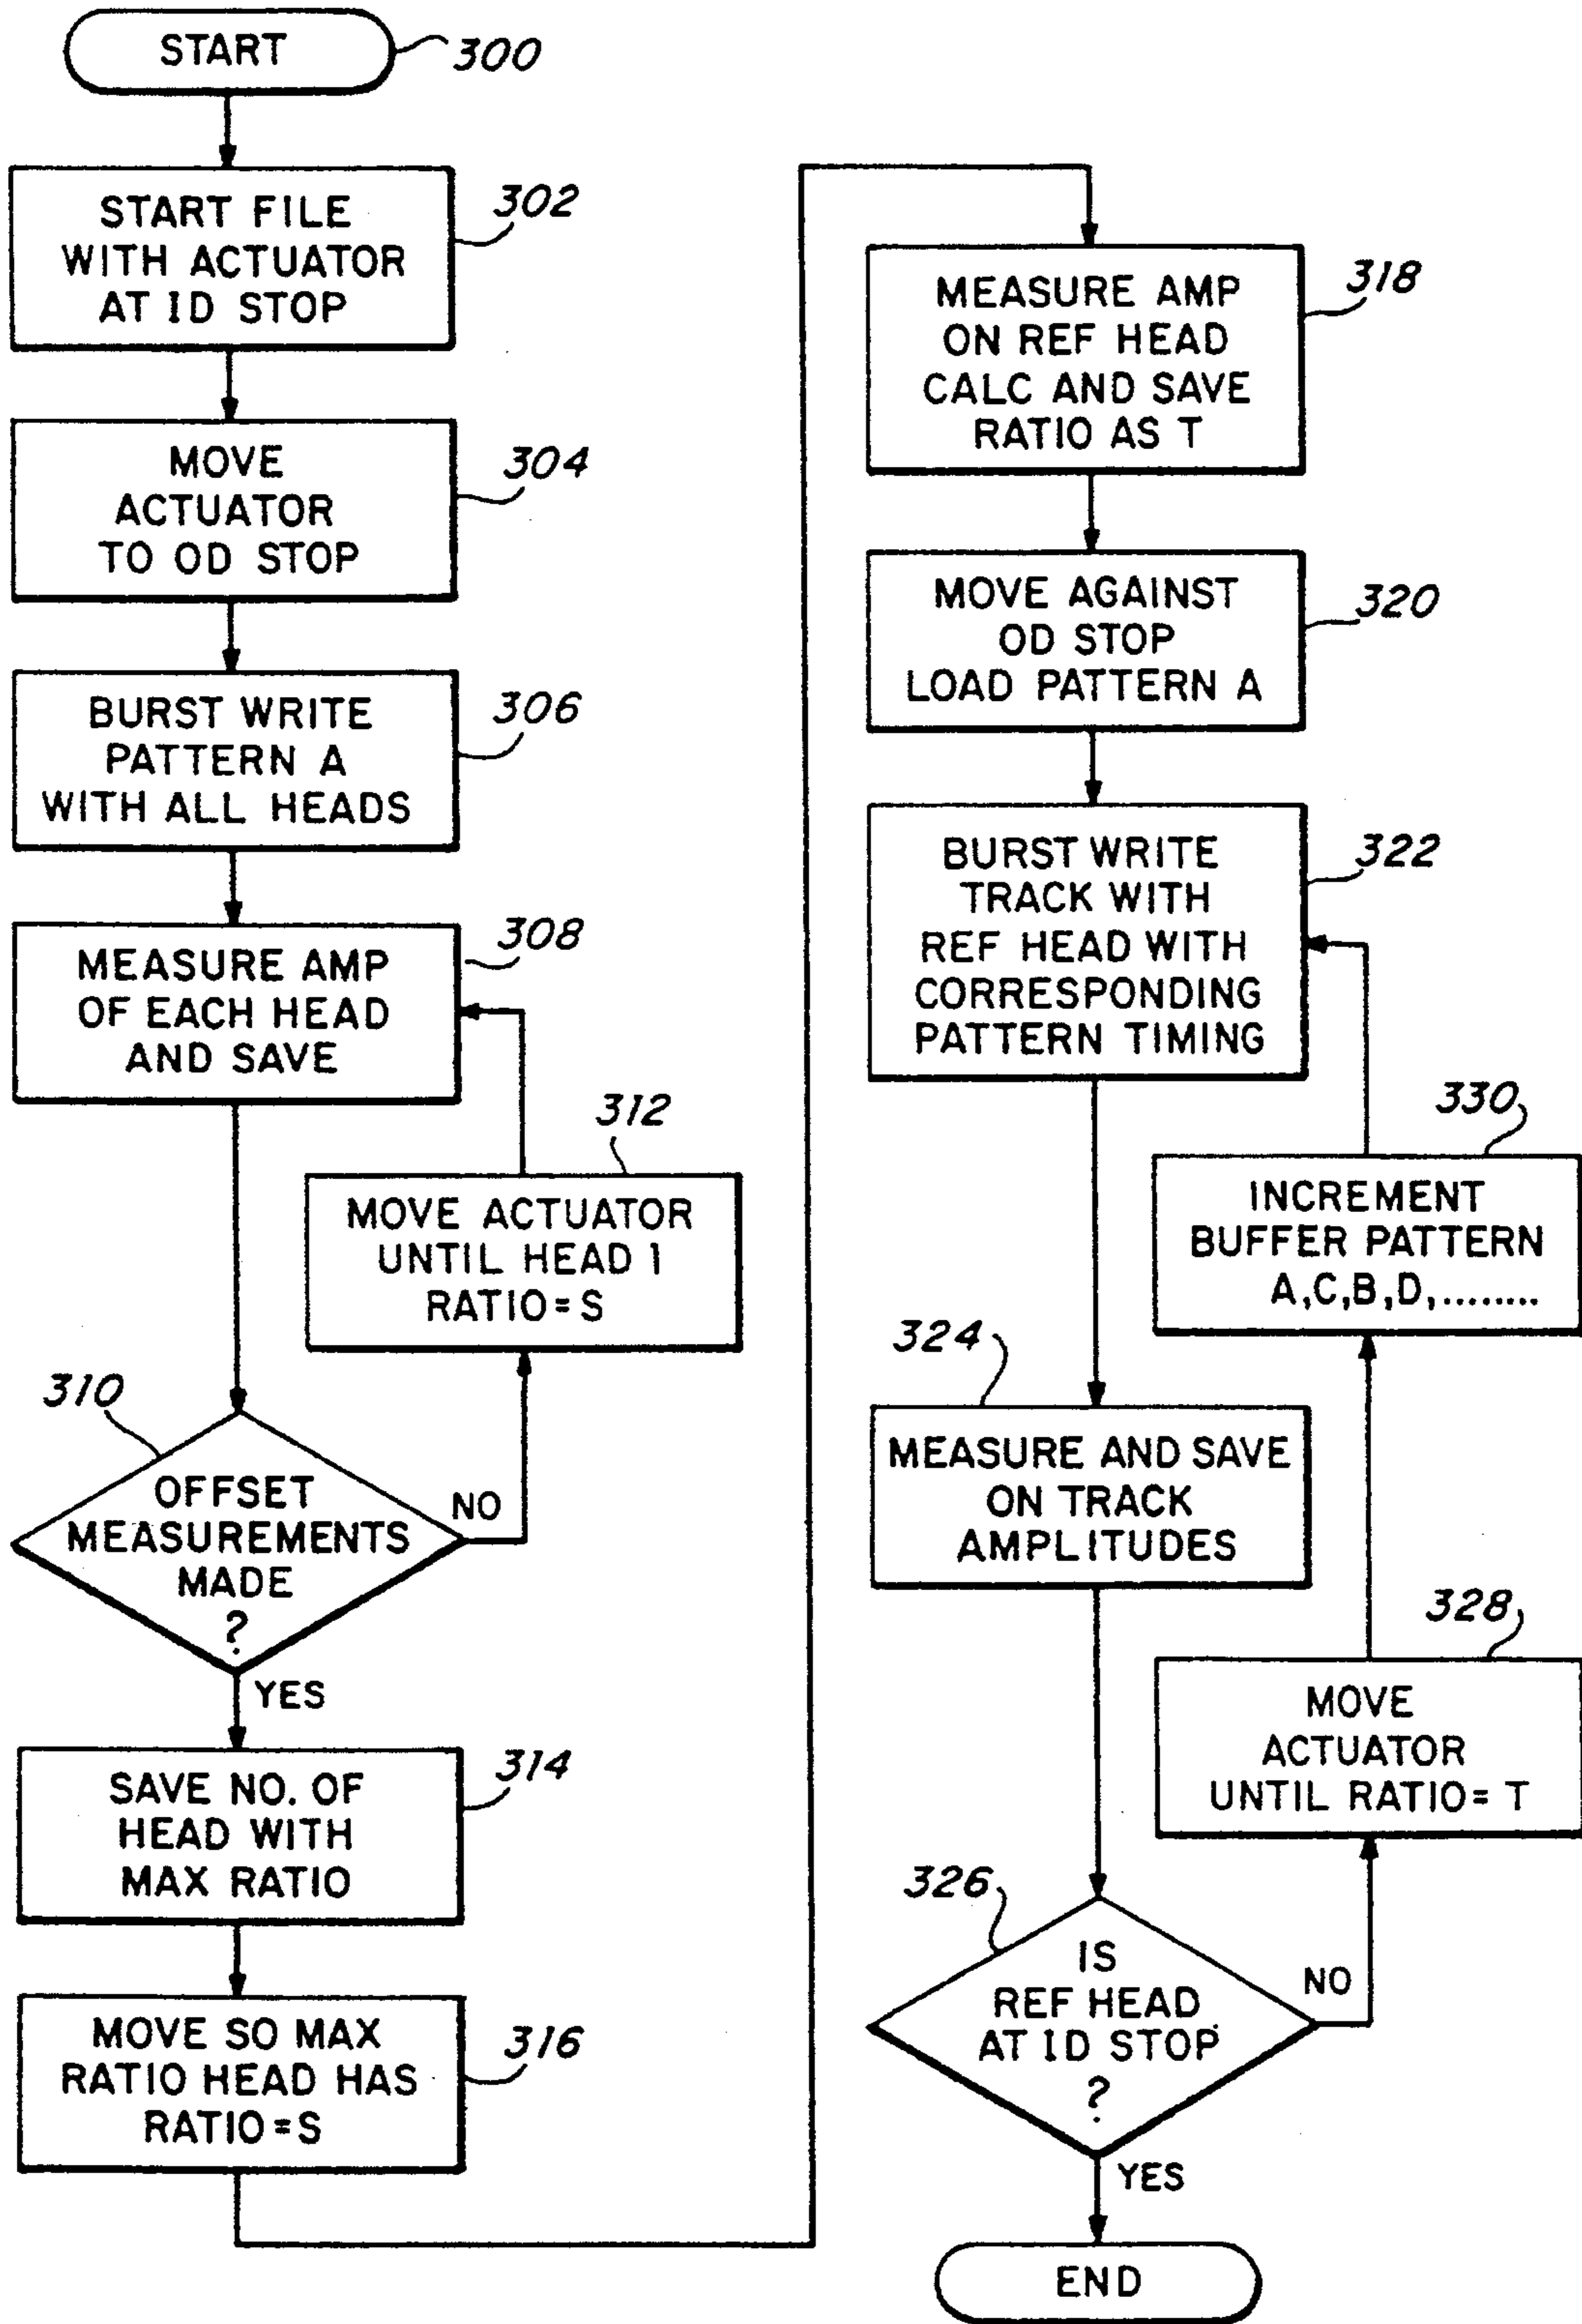 START
300
START FILE
WITH ACTUATOR
AT ID STOP
302
MOVE
ACTUATOR
TO OD STOP
304
BURST WRITE
PATTERN A
WITH ALL HEADS
306
MEASURE AMP
OF EACH HEAD
AND SAVE
308
312
MOVE ACTUATOR
UNTIL HEAD 1
RATIO=S
310
OFFSET
MEASUREMENTS
MADE
?
NO
YES
SAVE NO. OF
HEAD WITH
MAX RATIO
314
MOVE SO MAX
RATIO HEAD HAS
RATIO=S
316
MEASURE AMP
ON REF HEAD
CALC AND SAVE
RATIO AS T
318
MOVE AGAINST
OD STOP
LOAD PATTERN A
320
BURST WRITE
TRACK WITH
REF HEAD WITH
CORRESPONDING
PATTERN TIMING
322
330
INCREMENT
BUFFER PATTERN
A,C,B,D,........
324
MEASURE AND SAVE
ON TRACK
AMPLITUDES
328
MOVE
ACTUATOR
UNTIL RATIO= T
326
IS
REF HEAD
AT ID STOP
?
NO
YES
END